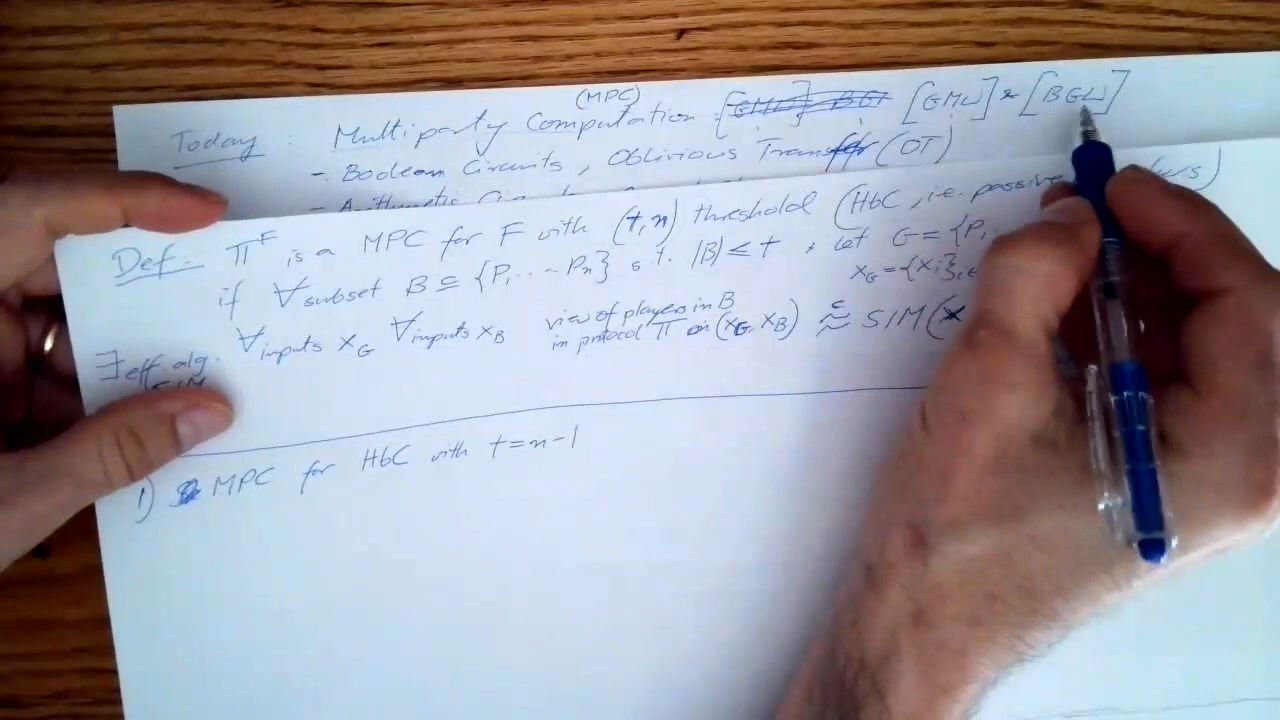 (MPC)
Today : Multiparty Computation : [GMW] & [BGW]
- Boolean Circuits, Oblivious Transfer (OT)
- Arithmetic
Def.- Π^F is a MPC for F with (t,n) threshold (HbC, i.e. passive
if ∀ subset B ⊆ {P1 ... Pn} s.t. |B| ≤ t, Let G = {P1
x_G = {x_i}i∈
∃ eff. alg. ∀ inputs x_G ∀ inputs x_B view of players in B in protocol Π on (x_G, x_B) ≈^c SIM(x
SIM
1) MPC for HbC with t=n-1